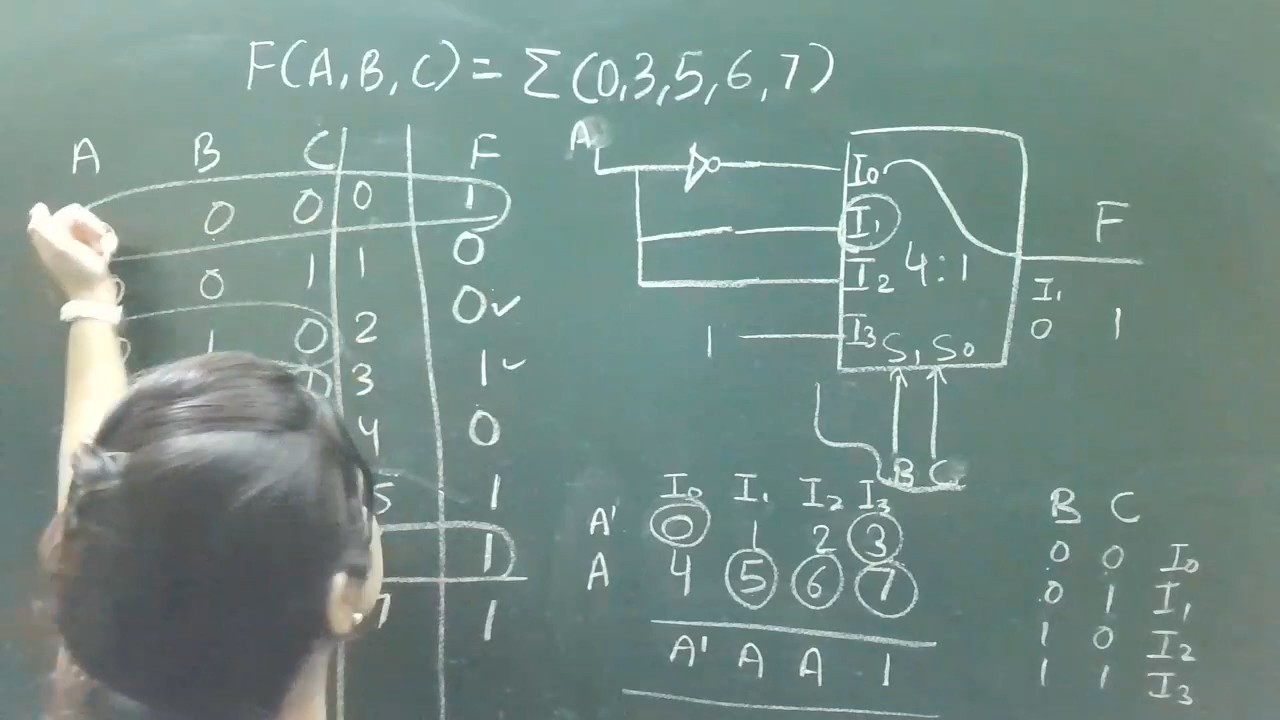 F(A,B,C) = Σ(0,3,5,6,7)
A B C F
0 0 0 1
0 1 1 0
1 0 2 0✓
3 1✓
4 0
5 1
1
7 1
A
I₀
I₁
I₂ 4:1
I₃
1
S₁ S₀
B C
F
I₁
0 1
I₀ I₁ I₂ I₃
A' 0 1 2 3
A 4 5 6 7
A' A A 1
B C
0 0 I₀
0 1 I₁
1 0 I₂
1 1 I₃